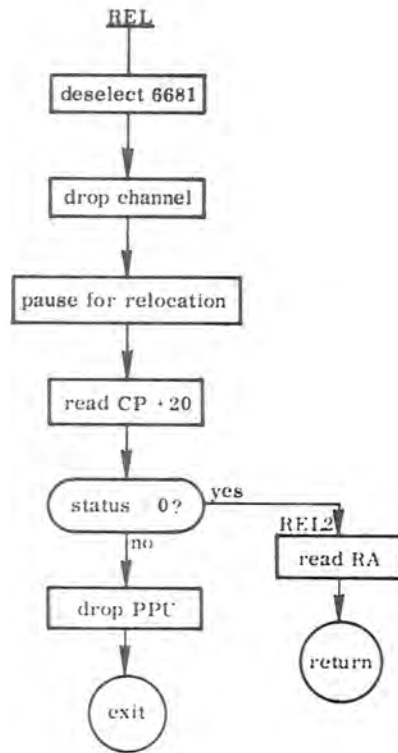 REL
deselect 6681
drop channel
pause for relocation
read CP +20
status 0?
yes
no
REL2
read RA
drop PPU
return
exit